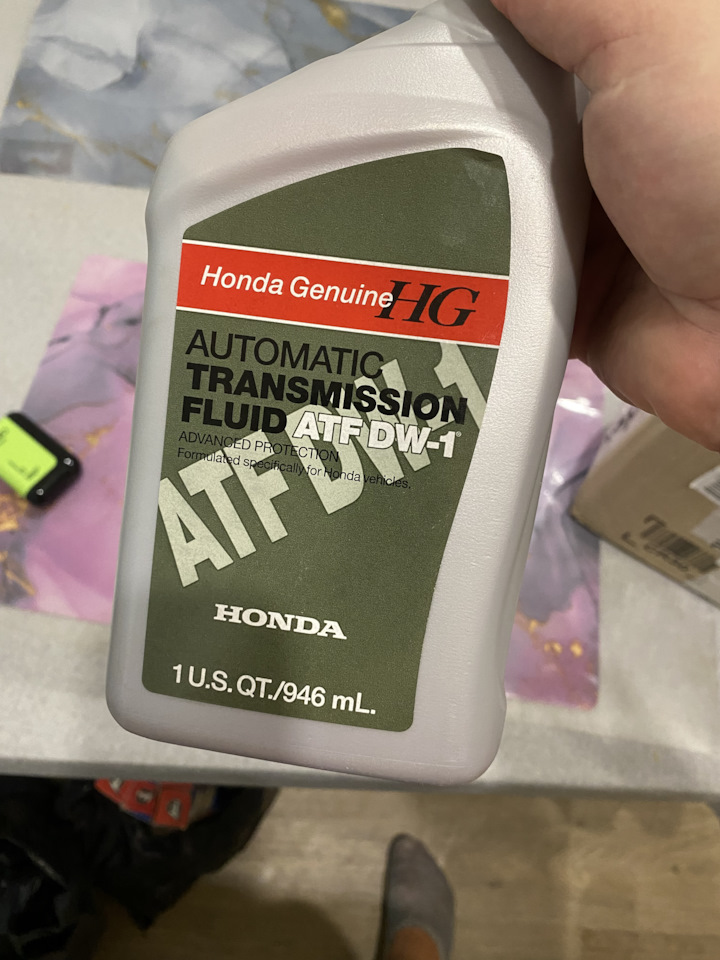 Honda Genuine HG
AUTOMATIC
TRANSMISSION
FLUID ATF DW-1®
ADVANCED PROTECTION
Formulated specifically for Honda vehicles.
ATF DW-1
HONDA
1 U.S. QT./946 mL.